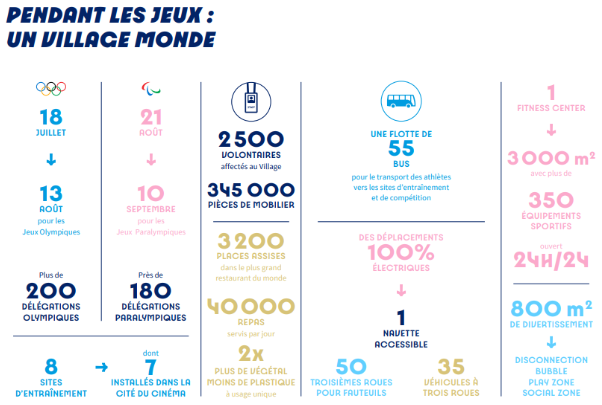 PENDANT LES JEUX :
UN VILLAGE MONDE
18
JUILLET
13
AOÛT
pour les
Jeux Olympiques
Plus de
200
DÉLÉGATIONS
OLYMPIQUES
21
AOÛT
10
SEPTEMBRE
pour les
Jeux Paralympiques
Près de
180
DÉLÉGATIONS
PARALYMPIQUES
8
SITES
D'ENTRAÎNEMENT
dont
7
INSTALLÉS DANS LA
CITÉ DU CINÉMA
2 500
VOLONTAIRES
affectés au Village
345 000
PIÈCES DE MOBILIER
3 200
PLACES ASSISES
dans le plus grand
restaurant du monde
40 000
REPAS
servis par jour
2x
PLUS DE VÉGÉTAL
MOINS DE PLASTIQUE
à usage unique
UNE FLOTTE DE
55
BUS
pour le transport des athlètes
vers les sites d'entraînement
et de compétition
DES DÉPLACEMENTS
100%
ÉLECTRIQUES
1
NAVETTE
ACCESSIBLE
50
TROISIÈMES ROUES
POUR FAUTEUILS
35
VÉHICULES À
TROIS ROUES
1
FITNESS CENTER
3 000 m²
avec plus de
350
ÉQUIPEMENTS
SPORTIFS
ouvert
24H/24
800 m²
DE DIVERTISSEMENT
DISCONNECTION
BUBBLE
PLAY ZONE
SOCIAL ZONE